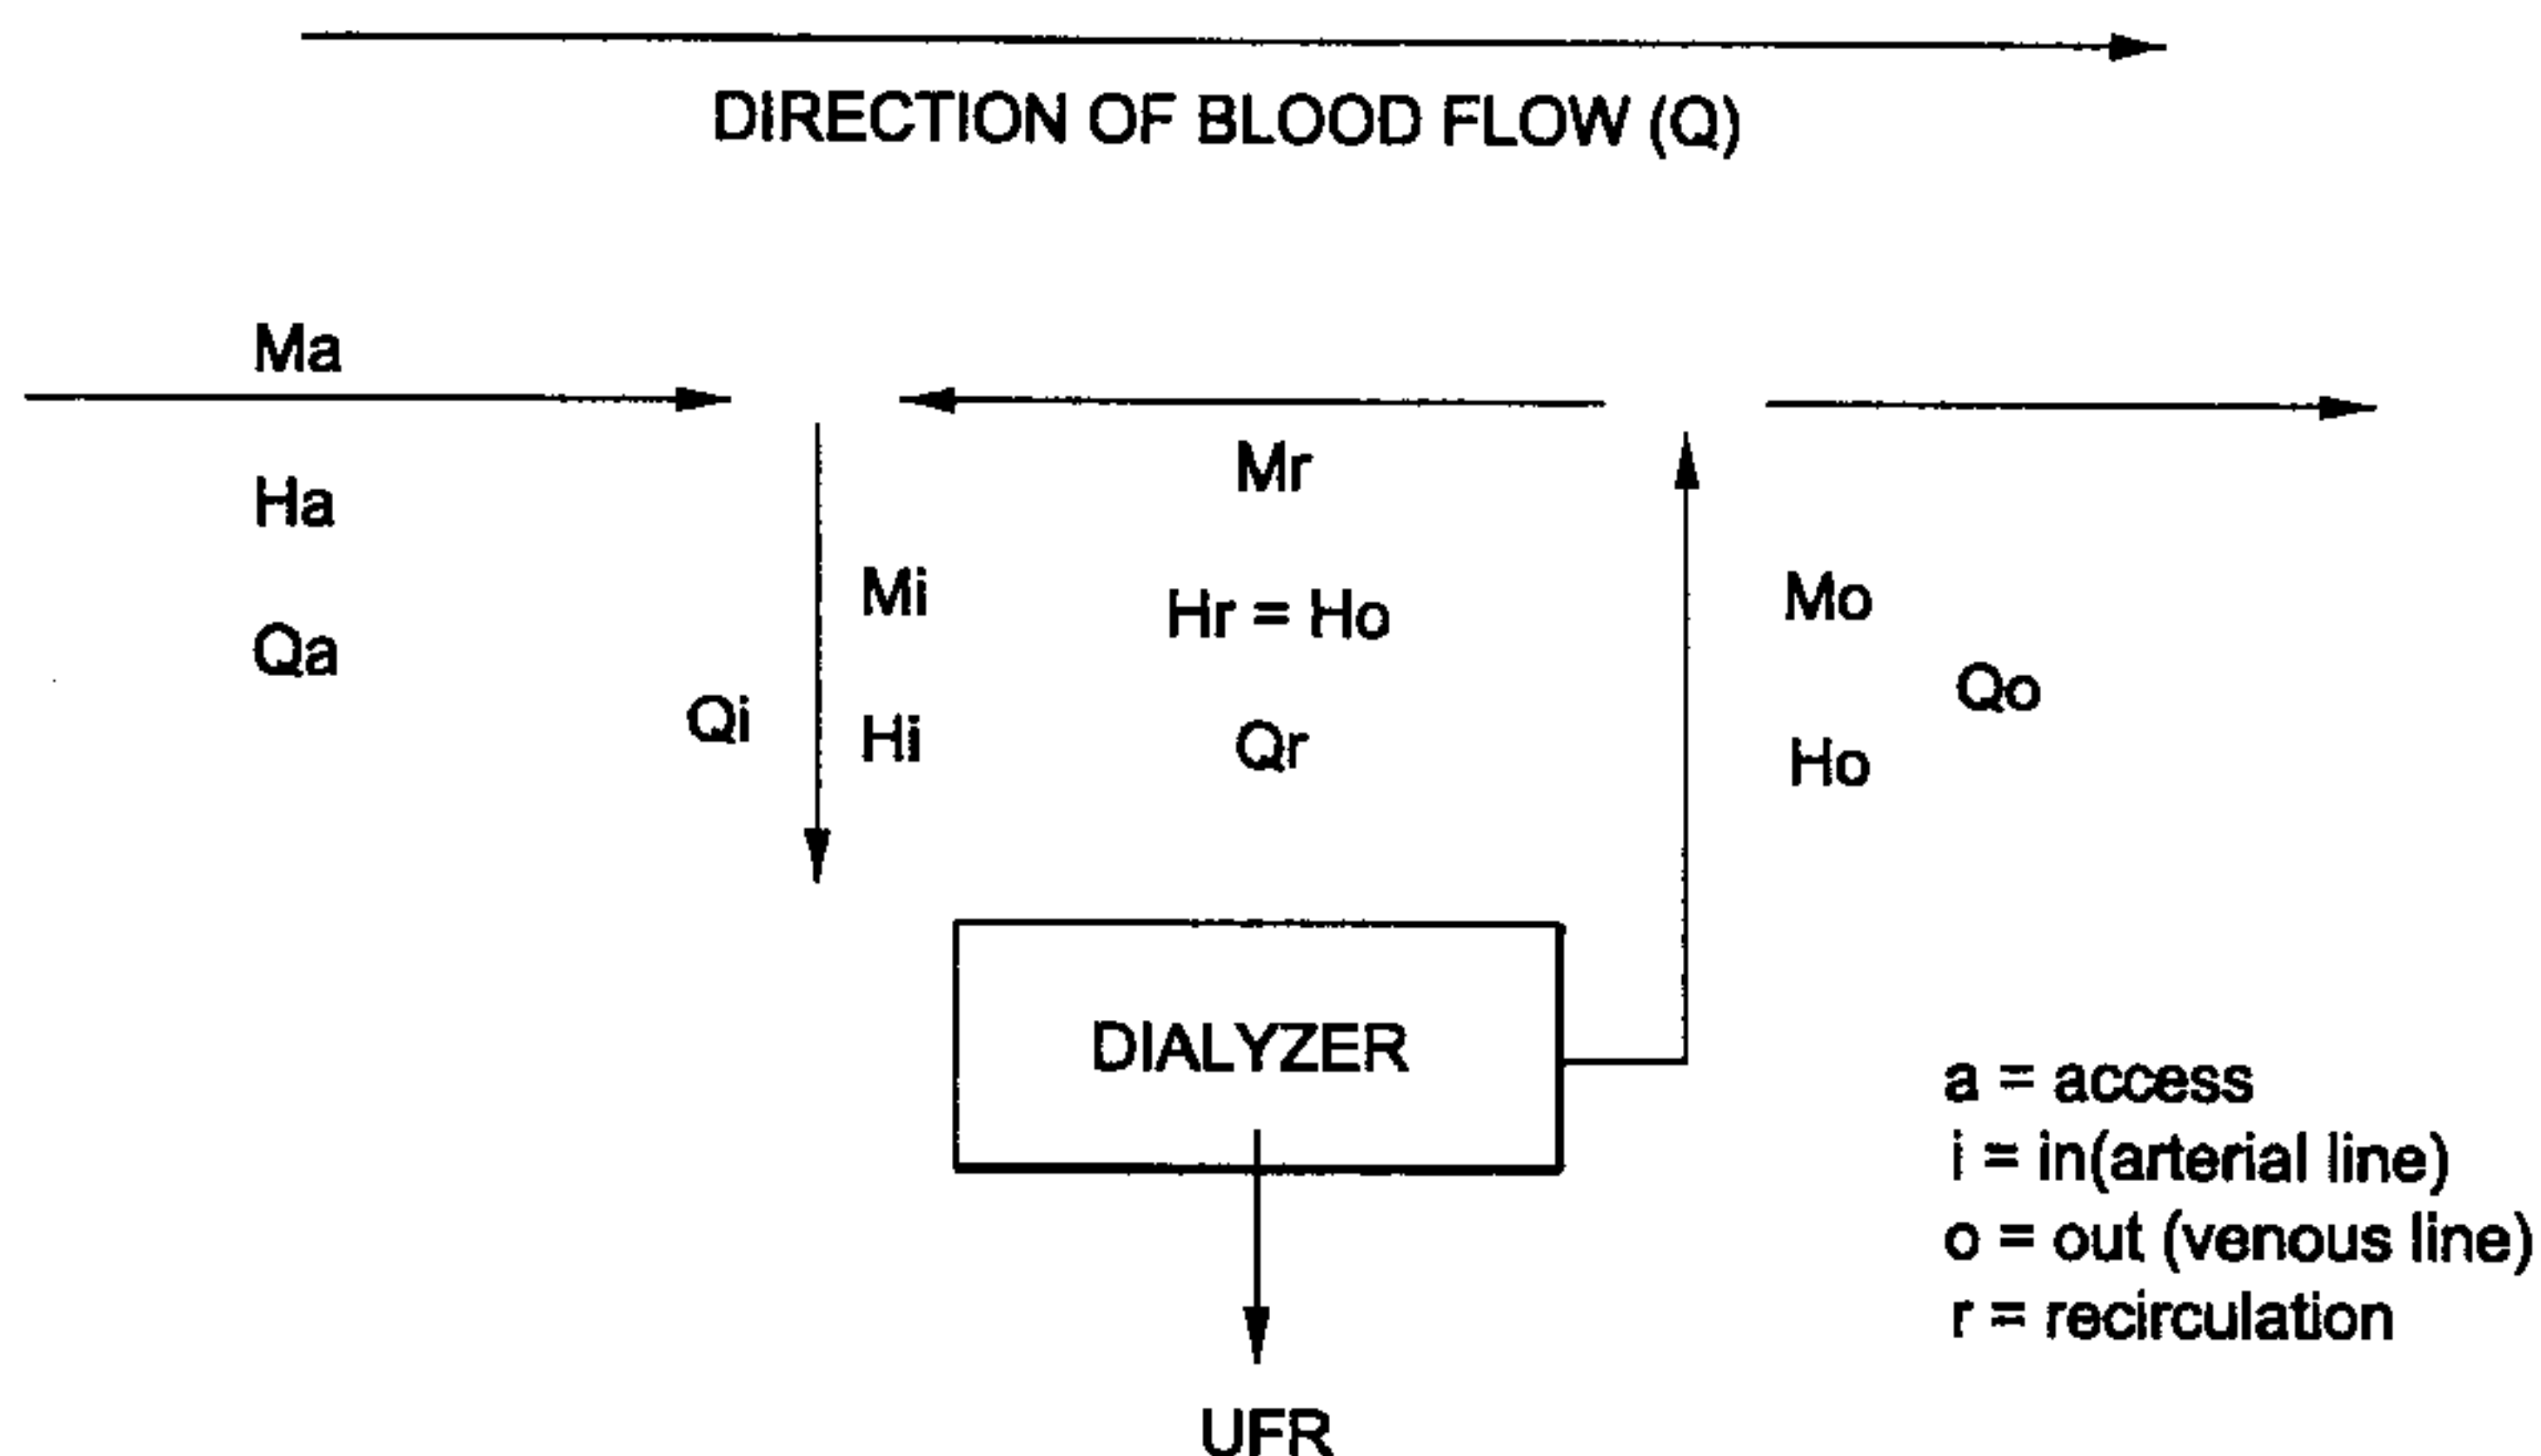 DIRECTION OF BLOOD FLOW (Q)
Ma
Ha
Qa
Qi
Mi
Hi
Mr
Hr = Ho
Qr
Mo
Qo
Ho
DIALYZER
UFR
a = access
i = in(arterial line)
o = out (venous line)
r = recirculation